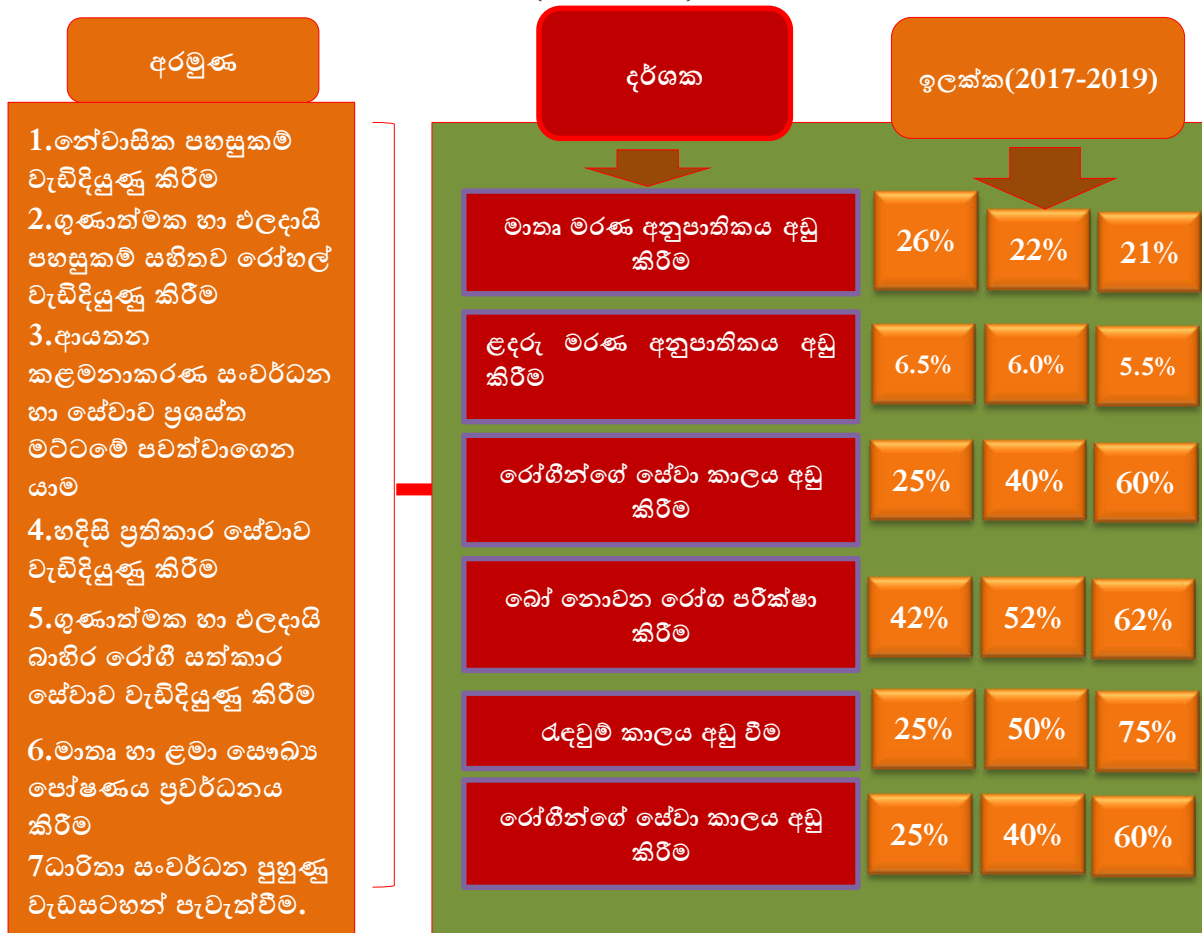 අරමුණ
1.නේවාසික පහසුකම්
වැඩිදියුණු කිරීම
2.ගුණාත්මක හා ඵලදායි
පහසුකම් සහිතව රෝහල්
වැඩිදියුණු කිරීම
3.ආයතන
කළමනාකරණ සංවර්ධන
හා සේවාව ප්‍රශස්ත
මට්ටමේ පවත්වාගෙන
යාම
4.හදිසි ප්‍රතිකාර සේවාව
වැඩිදියුණු කිරීම
5.ගුණාත්මක හා ඵලදායි
බාහිර රෝගී සත්කාර
සේවාව වැඩිදියුණු කිරීම
6.මාතෘ හා ළමා සෞඛ්‍ය
පෝෂණය ප්‍රවර්ධනය
කිරීම
7ධාරිතා සංවර්ධන පුහුණු
වැඩසටහන් පැවැත්වීම.
දර්ශක
ඉලක්ක(2017-2019)
මාතෘ මරණ අනුපාතිකය අඩු
කිරීම
26% 22% 21%
ළදරු මරණ අනුපාතිකය අඩු
කිරීම
6.5% 6.0% 5.5%
රෝගීන්ගේ සේවා කාලය අඩු
කිරීම
25% 40% 60%
බෝ නොවන රෝග පරීක්ෂා
කිරීම
42% 52% 62%
රැඳවුම් කාලය අඩු වීම
25% 50% 75%
රෝගීන්ගේ සේවා කාලය අඩු
කිරීම
25% 40% 60%